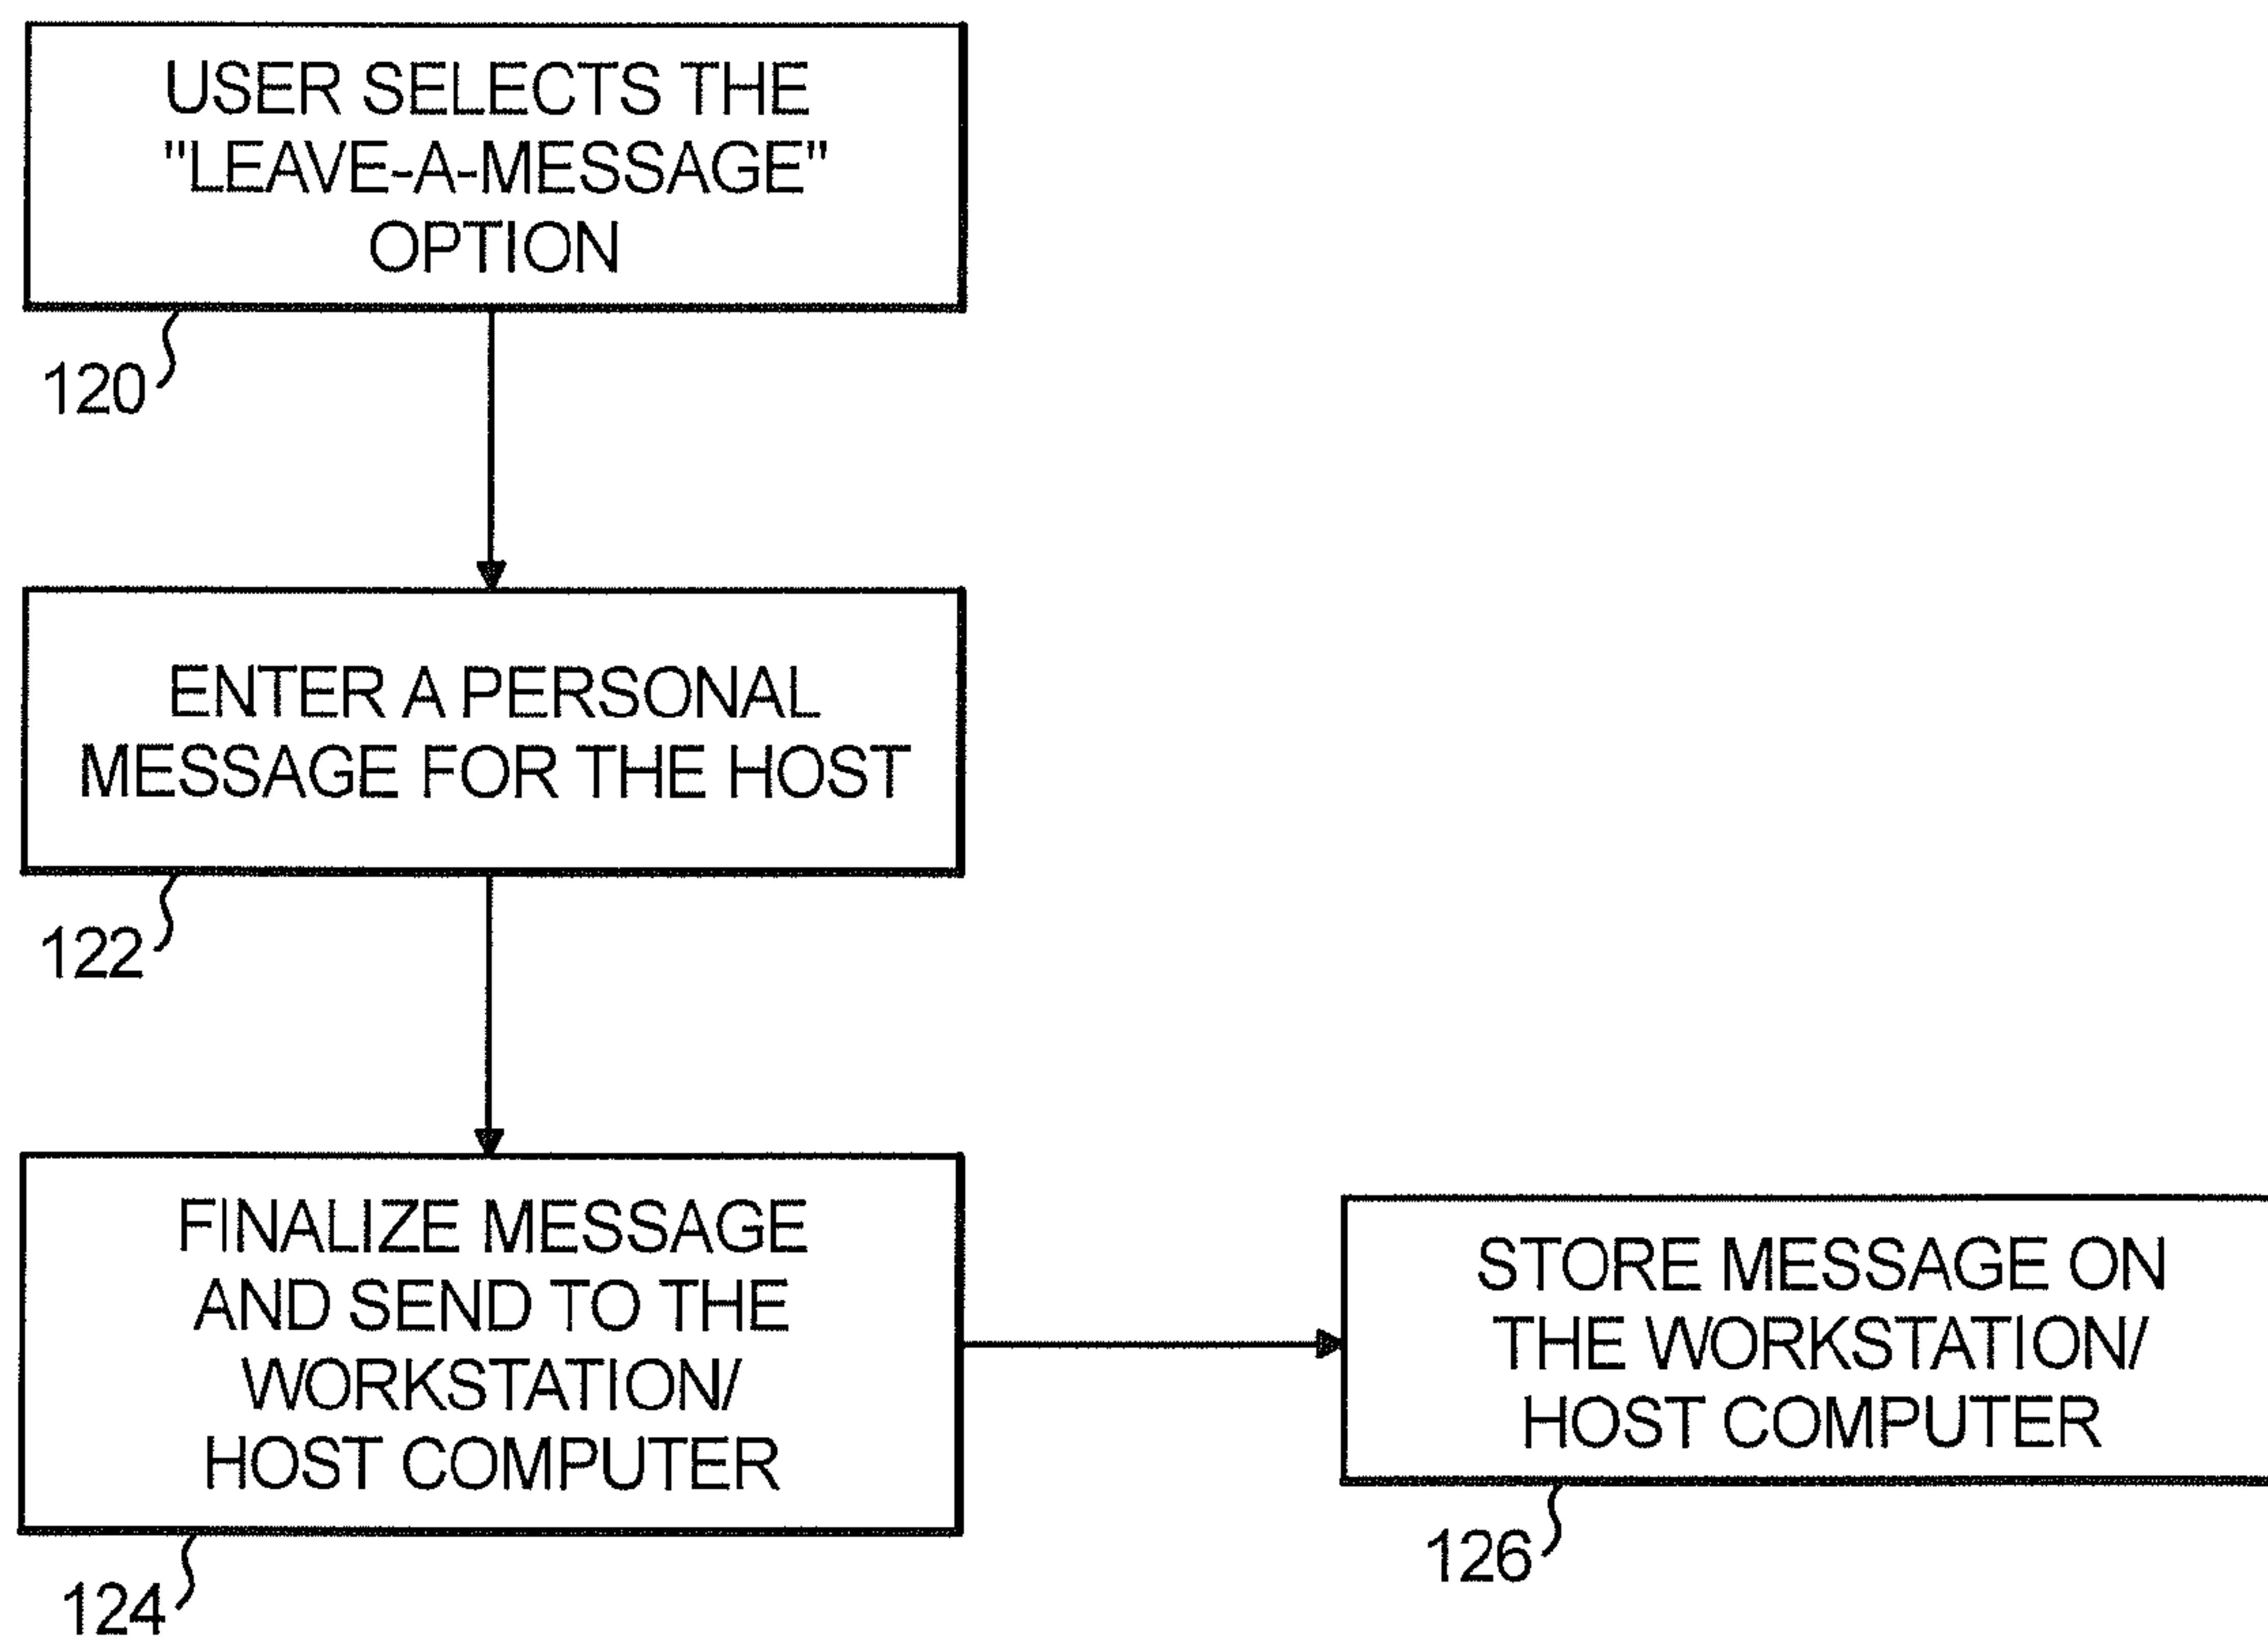 USER SELECTS THE
"LEAVE-A-MESSAGE"
OPTION
120
ENTER A PERSONAL
MESSAGE FOR THE HOST
122
FINALIZE MESSAGE
AND SEND TO THE
WORKSTATION/
HOST COMPUTER
124
STORE MESSAGE ON
THE WORKSTATION/
HOST COMPUTER
126